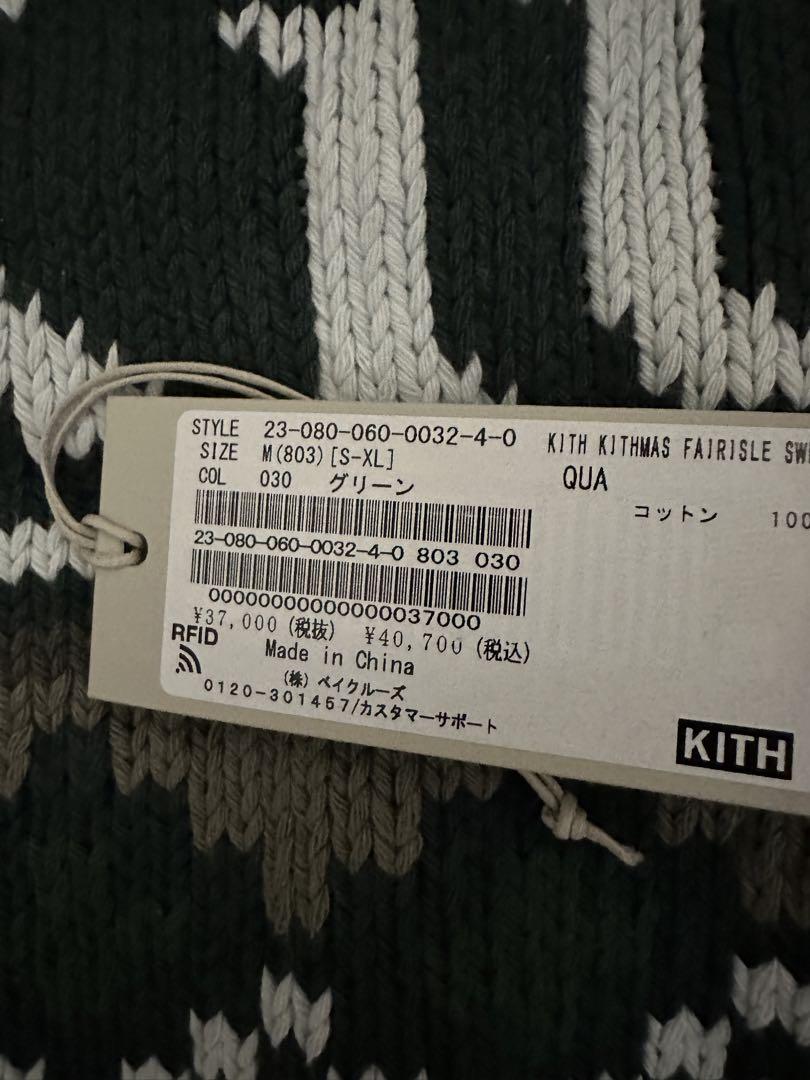 STYLE 23-080-060-0032-4-0 KITH KITHMAS FAIRISLE
SIZE M(803)[S-XL] QUA
COL 030 グリーン コットン 100
23-080-060-0032-4-0 803 030
00000000000000037000
¥37,000(税抜) ¥40,700(税込)
RFID
Made in China
(株)ベイクルーズ
0120-301457/カスタマーサポート
KITH